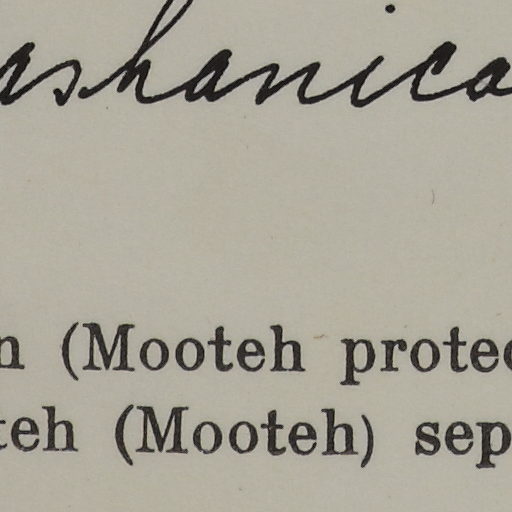 ashanica
n (Mooteh protec
teh (Mooteh) sep